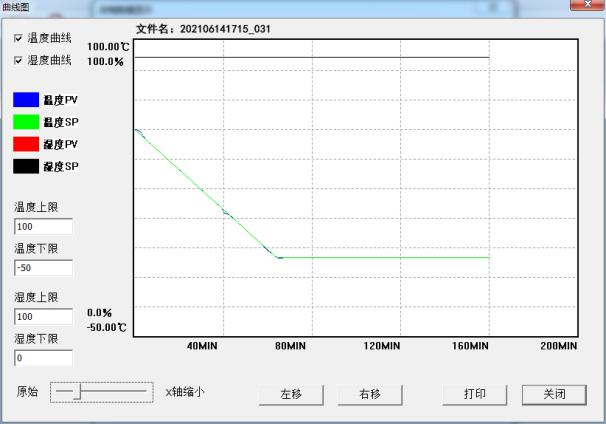 曲线图
文件名：202106141715_031
温度曲线
湿度曲线
100.00℃
100.0%
温度PV
温度SP
湿度PV
湿度SP
温度上限
100
温度下限
-50
湿度上限
100
湿度下限
0
0.0%
-50.00℃
40MIN 80MIN 120MIN 160MIN 200MIN
原始 X轴缩小 左移 右移 打印 关闭